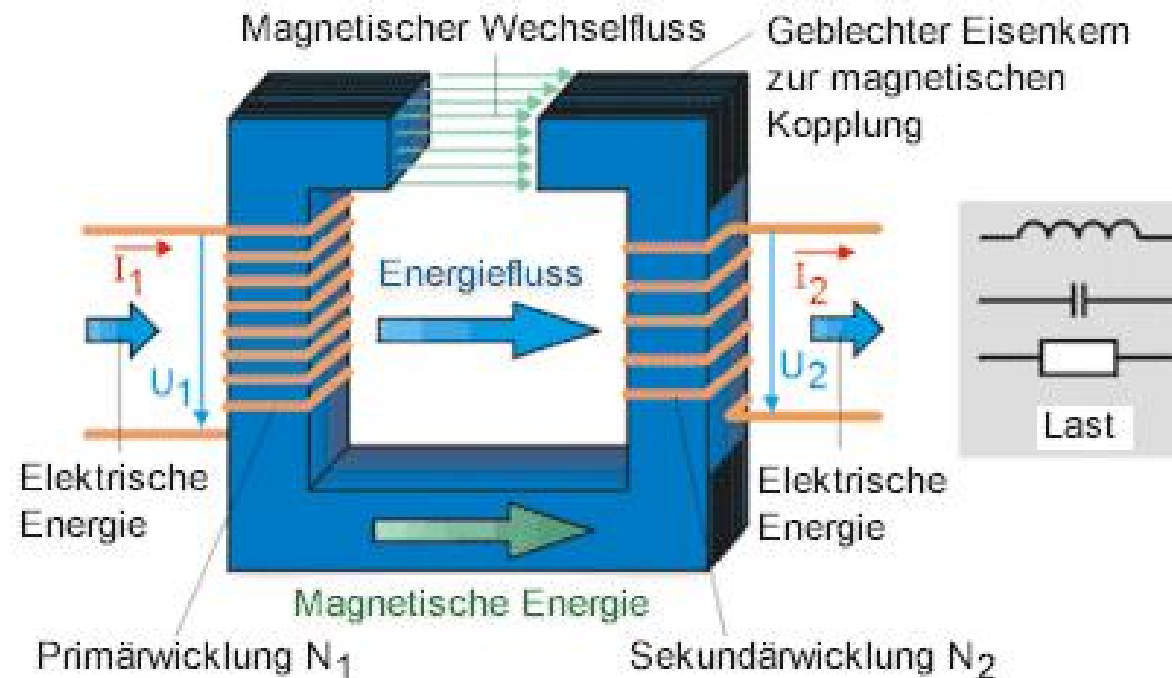 Magnetischer Wechselfluss
Geblechter Eisenkern
zur magnetischen
Kopplung
I1
U1
Energiefluss
I2
U2
Last
Elektrische
Energie
Elektrische
Energie
Magnetische Energie
Primärwicklung N1
Sekundärwicklung N2